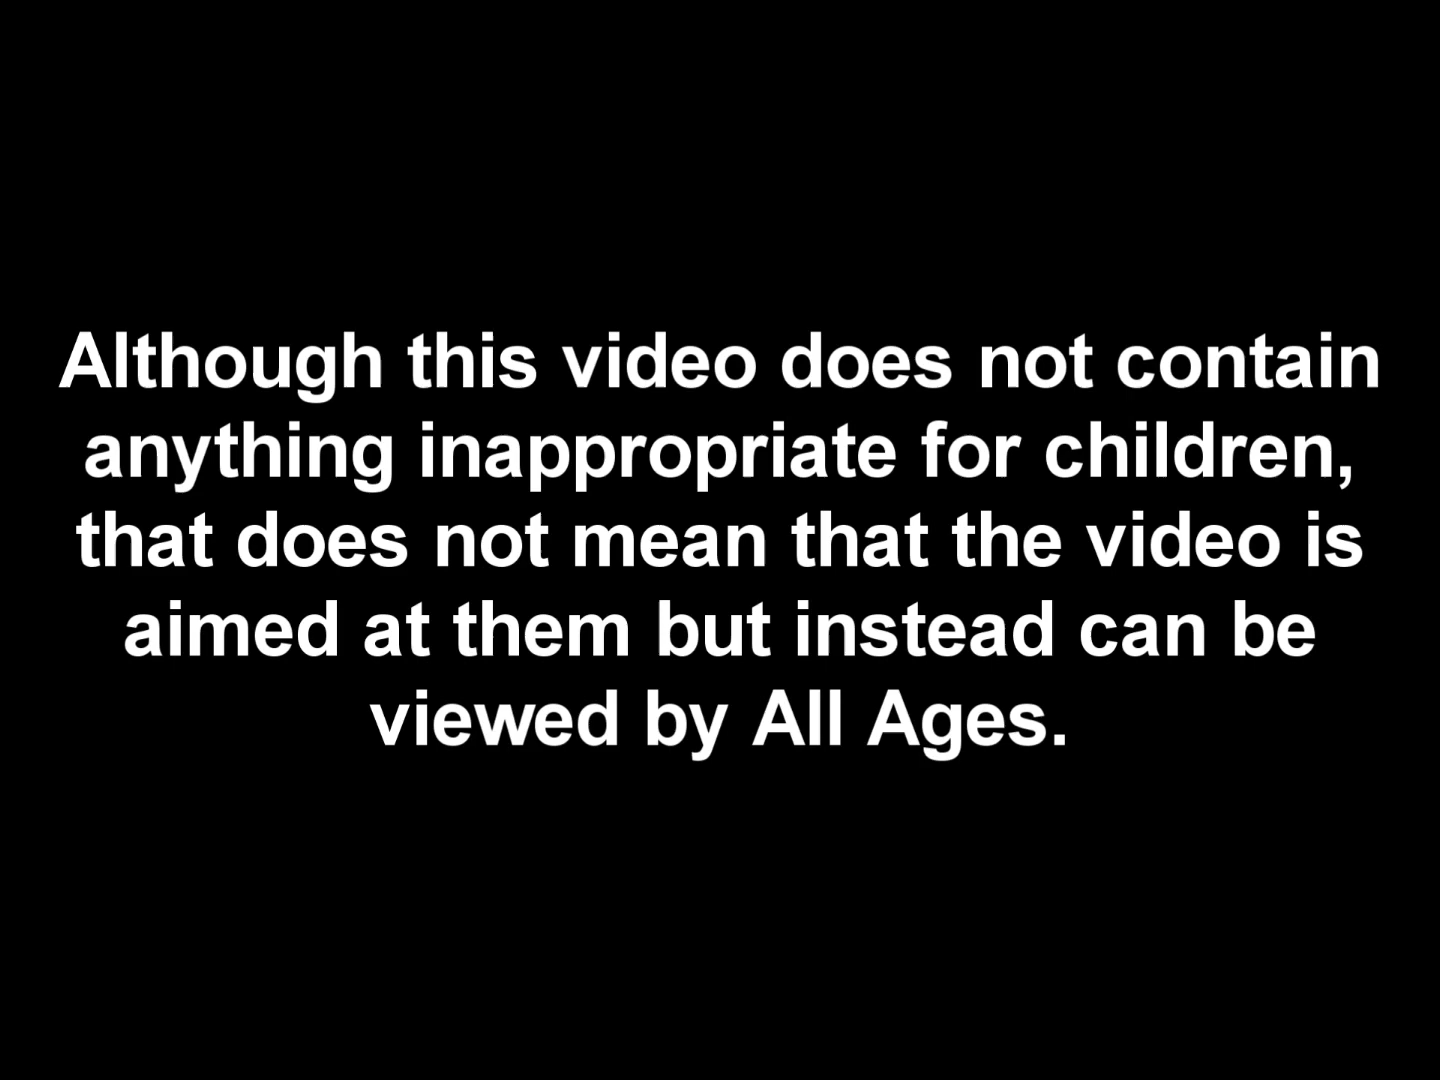 Although this video does not contain
anything inappropriate for children,
that does not mean that the video is
aimed at them but instead can be
viewed by All Ages.